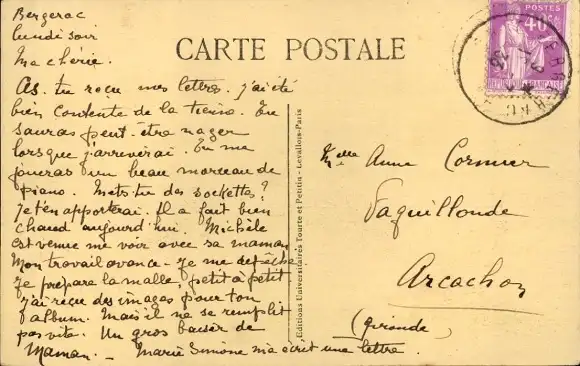 Bergerac
lundi soir
Ma chérie.
As-tu reçu mes lettres. j'ai été
bien contente de la tienne. Tu
sauras peut-être nager
lorsque j'arriverai. Tu me
joueras un beau morceau de
piano. Mets-tu des sockettes ?
Je t'en apporterai. Il a fait bien
chaud aujourd'hui. Michèle
est venue me voir avec sa maman
Mon travail avance - je me dépêche
Je prépare la malle, petit à petit
j'ai reçu des images pour ton
album. Mais il ne se remplit
pas vite. Un gros baiser de
Maman. _ Marie Simone m'a écrit une lettre.
CARTE POSTALE
Editions Universitaires Tourte et Petitin - Levallois-Paris
POSTES
40c
REPUBLIQUE FRANCAISE
Melle Anne Cormier
Arcachon
(Gironde)